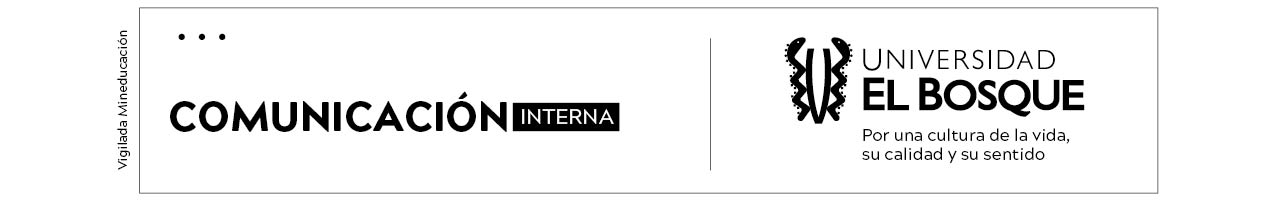 Vigilada Mineducación
COMUNICACIÓN INTERNA
UNIVERSIDAD
EL BOSQUE
Por una cultura de la vida,
su calidad y su sentido